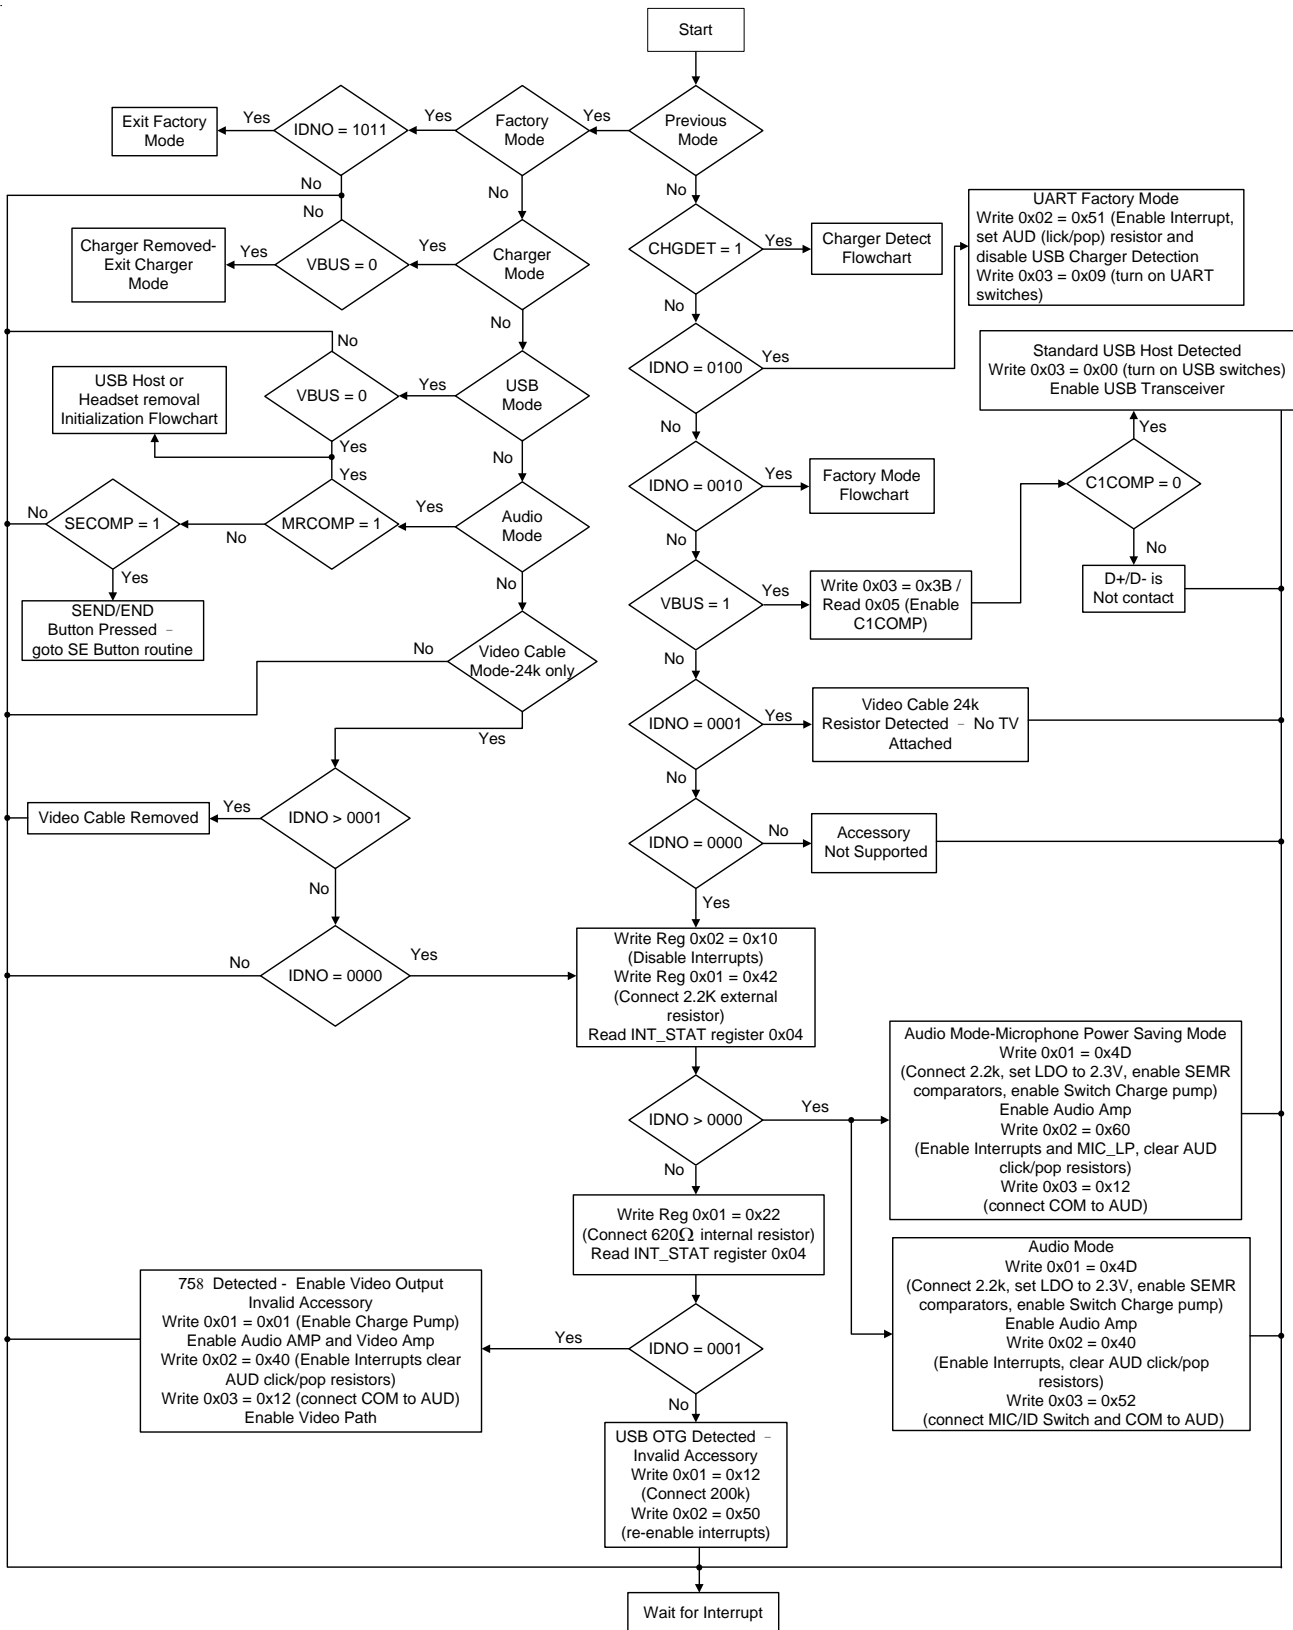 Start
Previous
Mode
Yes
No
Factory
Mode
Yes
No
IDNO = 1011
Yes
No
Exit Factory
Mode
CHGDET = 1
Yes
No
Charger Detect
Flowchart
UART Factory Mode
Write 0x02 = 0x51 (Enable Interrupt,
set AUD (lick/pop) resistor and
disable USB Charger Detection
Write 0x03 = 0x09 (turn on UART
switches)
Charger
Mode
Yes
No
VBUS = 0
Yes
No
Charger Removed-
Exit Charger
Mode
IDNO = 0100
Yes
No
Standard USB Host Detected
Write 0x03 = 0x00 (turn on USB switches)
Enable USB Transceiver
USB
Mode
Yes
No
VBUS = 0
No
Yes
USB Host or
Headset removal
Initialization Flowchart
IDNO = 0010
Yes
No
Factory Mode
Flowchart
C1COMP = 0
Yes
No
D+/D- is
Not contact
Audio
Mode
Yes
No
MRCOMP = 1
Yes
No
SECOMP = 1
No
Yes
SEND/END
Button Pressed -
goto SE Button routine
VBUS = 1
Yes
No
Write 0x03 = 0x3B /
Read 0x05 (Enable
C1COMP)
Video Cable
Mode-24k only
No
Yes
IDNO = 0001
Yes
No
Video Cable 24k
Resistor Detected - No TV
Attached
IDNO > 0001
Yes
No
Video Cable Removed
IDNO = 0000
No
Yes
Accessory
Not Supported
IDNO = 0000
No
Yes
Write Reg 0x02 = 0x10
(Disable Interrupts)
Write Reg 0x01 = 0x42
(Connect 2.2K external
resistor)
Read INT_STAT register 0x04
IDNO > 0000
Yes
No
Audio Mode-Microphone Power Saving Mode
Write 0x01 = 0x4D
(Connect 2.2k, set LDO to 2.3V, enable SEMR
comparators, enable Switch Charge pump)
Enable Audio Amp
Write 0x02 = 0x60
(Enable Interrupts and MIC_LP, clear AUD
click/pop resistors)
Write 0x03 = 0x12
(connect COM to AUD)
Write Reg 0x01 = 0x22
(Connect 620Ω internal resistor)
Read INT_STAT register 0x04
Audio Mode
Write 0x01 = 0x4D
(Connect 2.2k, set LDO to 2.3V, enable SEMR
comparators, enable Switch Charge pump)
Enable Audio Amp
Write 0x02 = 0x40
(Enable Interrupts, clear AUD click/pop
resistors)
Write 0x03 = 0x52
(connect MIC/ID Switch and COM to AUD)
IDNO = 0001
Yes
No
758 Detected - Enable Video Output
Invalid Accessory
Write 0x01 = 0x01 (Enable Charge Pump)
Enable Audio AMP and Video Amp
Write 0x02 = 0x40 (Enable Interrupts clear
AUD click/pop resistors)
Write 0x03 = 0x12 (connect COM to AUD)
Enable Video Path
USB OTG Detected -
Invalid Accessory
Write 0x01 = 0x12
(Connect 200k)
Write 0x02 = 0x50
(re-enable interrupts)
Wait for Interrupt